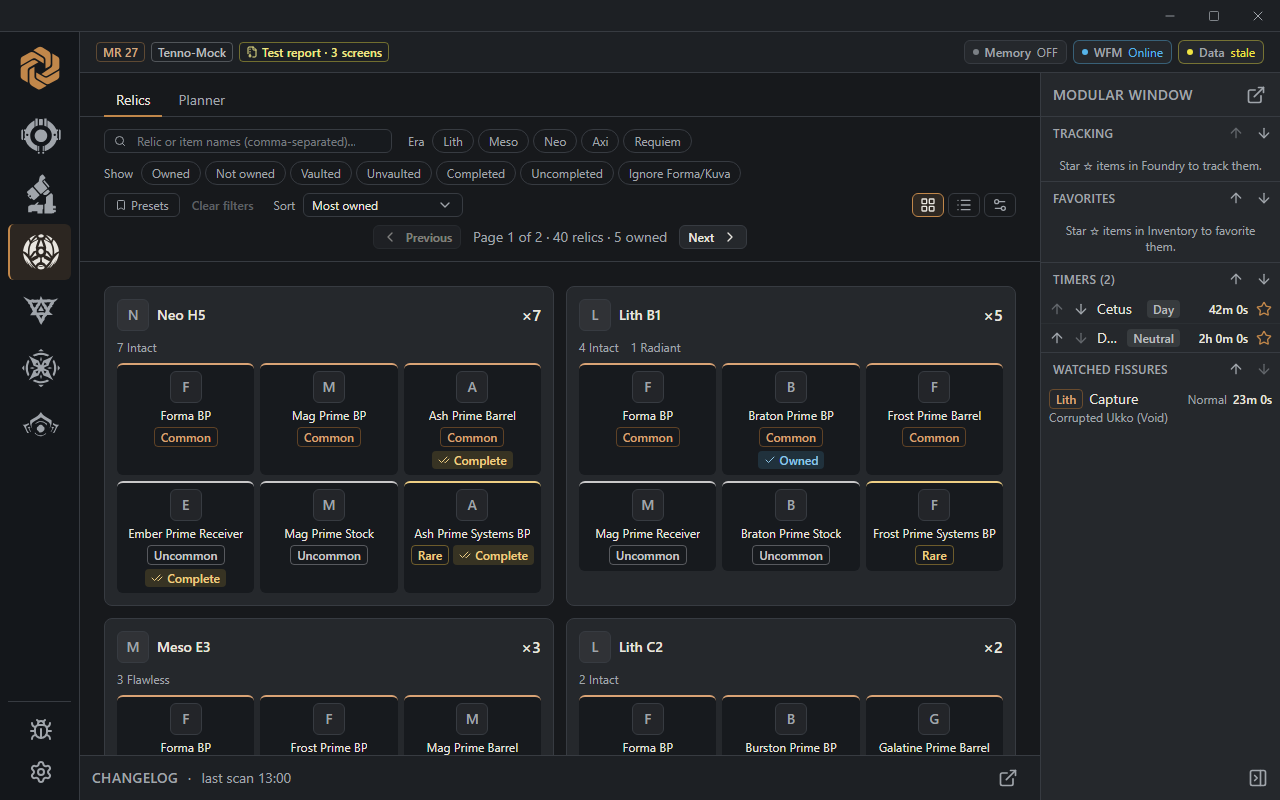 MR 27 Tenno-Mock Test report · 3 screens Memory OFF WFM Online Data stale
Relics Planner
Relic or item names (comma-separated)... Era Lith Meso Neo Axi Requiem
Show Owned Not owned Vaulted Unvaulted Completed Uncompleted Ignore Forma/Kuva
Presets Clear filters Sort Most owned
Previous Page 1 of 2 · 40 relics · 5 owned Next
N Neo H5 ×7
7 Intact
F M A
Forma BP Mag Prime BP Ash Prime Barrel
Common Common Common
Complete
E M A
Ember Prime Receiver Mag Prime Stock Ash Prime Systems BP
Uncommon Uncommon Rare Complete
Complete
L Lith B1 ×5
4 Intact 1 Radiant
F B F
Forma BP Braton Prime BP Frost Prime Barrel
Common Common Common
Owned
M B F
Mag Prime Receiver Braton Prime Stock Frost Prime Systems BP
Uncommon Uncommon Rare
M Meso E3 ×3
3 Flawless
F F M
Forma BP Frost Prime BP Mag Prime Barrel
L Lith C2 ×2
2 Intact
F B G
Forma BP Burston Prime BP Galatine Prime Barrel
MODULAR WINDOW
TRACKING
Star ☆ items in Foundry to track them.
FAVORITES
Star ☆ items in Inventory to favorite
them.
TIMERS (2)
Cetus Day 42m 0s
D... Neutral 2h 0m 0s
WATCHED FISSURES
Lith Capture Normal 23m 0s
Corrupted Ukko (Void)
CHANGELOG · last scan 13:00